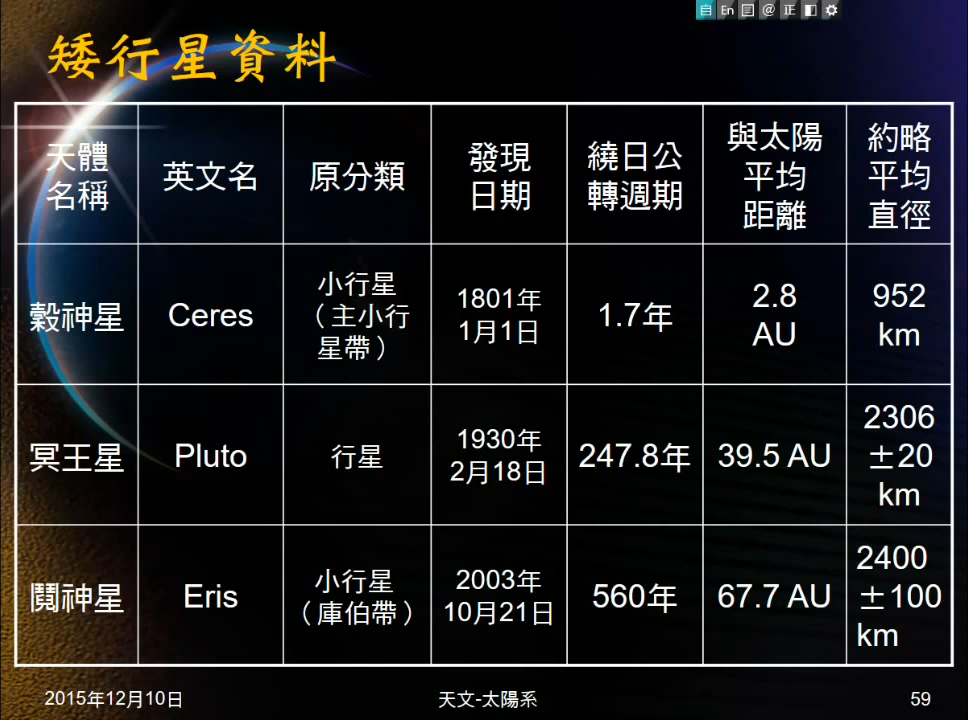 自 En @ 正
矮行星資料
天體
名稱
英文名
原分類
發現
日期
繞日公
轉週期
與太陽
平均
距離
約略
平均
直徑
穀神星
Ceres
小行星
（主小行
星帶）
1801年
1月1日
1.7年
2.8
AU
952
km
冥王星
Pluto
行星
1930年
2月18日
247.8年
39.5 AU
2306
±20
km
鬩神星
Eris
小行星
（庫伯帶）
2003年
10月21日
560年
67.7 AU
2400
±100
km
2015年12月10日
天文-太陽系
59